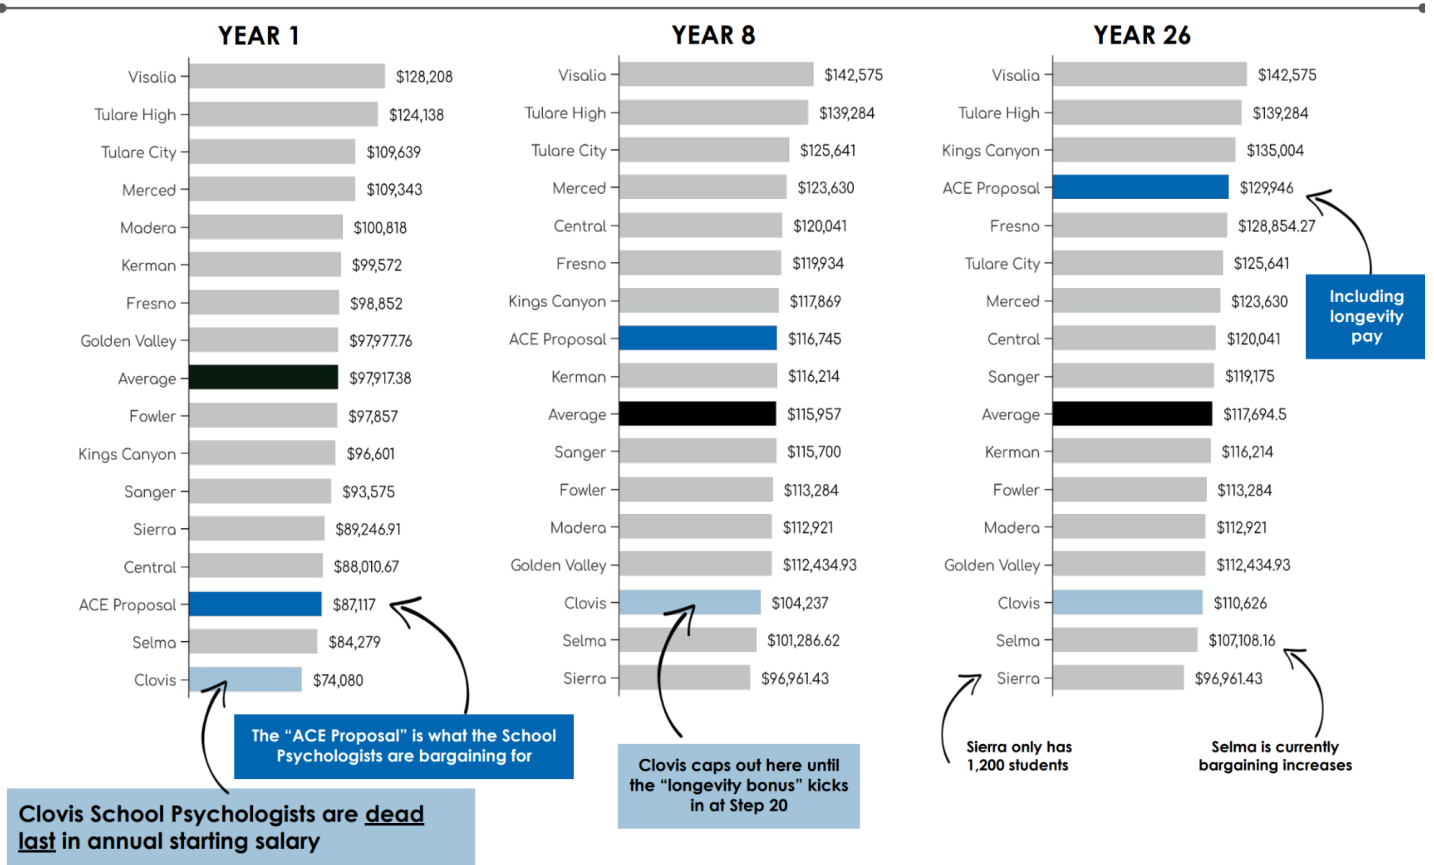 YEAR 1
Visalia $128,208
Tulare High $124,138
Tulare City $109,639
Merced $109,343
Madera $100,818
Kerman $99,572
Fresno $98,852
Golden Valley $97,977.76
Average $97,917.38
Fowler $97,857
Kings Canyon $96,601
Sanger $93,575
Sierra $89,246.91
Central $88,010.67
ACE Proposal $87,117
Selma $84,279
Clovis $74,080
The “ACE Proposal” is what the School
Psychologists are bargaining for
Clovis School Psychologists are dead
last in annual starting salary
YEAR 8
Visalia $142,575
Tulare High $139,284
Tulare City $125,641
Merced $123,630
Central $120,041
Fresno $119,934
Kings Canyon $117,869
ACE Proposal $116,745
Kerman $116,214
Average $115,957
Sanger $115,700
Fowler $113,284
Madera $112,921
Golden Valley $112,434.93
Clovis $104,237
Selma $101,286.62
Sierra $96,961.43
Clovis caps out here until
the “longevity bonus” kicks
in at Step 20
YEAR 26
Visalia $142,575
Tulare High $139,284
Kings Canyon $135,004
ACE Proposal $129,946
Fresno $128,854.27
Tulare City $125,641
Merced $123,630
Central $120,041
Sanger $119,175
Average $117,694.5
Kerman $116,214
Fowler $113,284
Madera $112,921
Golden Valley $112,434.93
Clovis $110,626
Selma $107,108.16
Sierra $96,961.43
Including
longevity
pay
Sierra only has
1,200 students
Selma is currently
bargaining increases